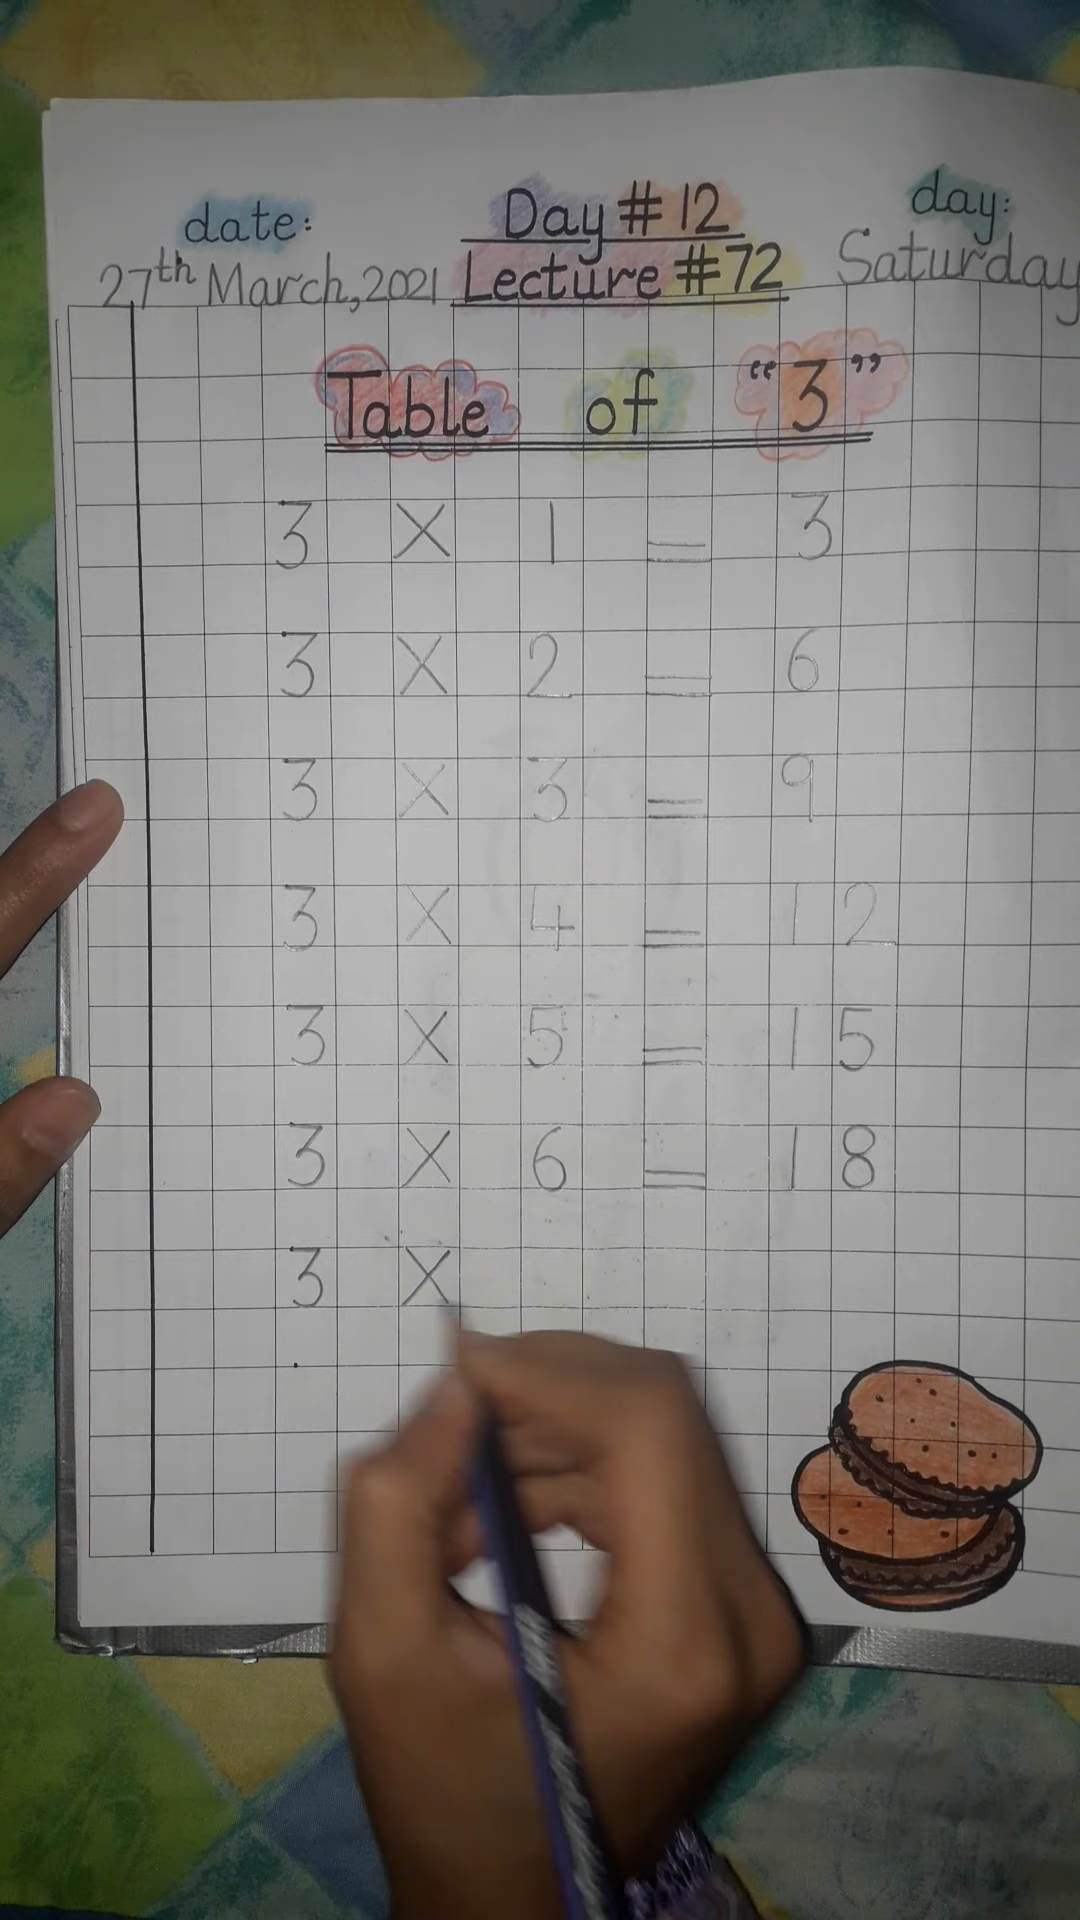 date: Day # 12 day:
27th March, 2021 Lecture # 72 Saturday
Table of "3"
3 X 1 = 3
3 X 2 = 6
3 X 3 = 9
3 X 4 = 12
3 X 5 = 15
3 X 6 = 18
3 X